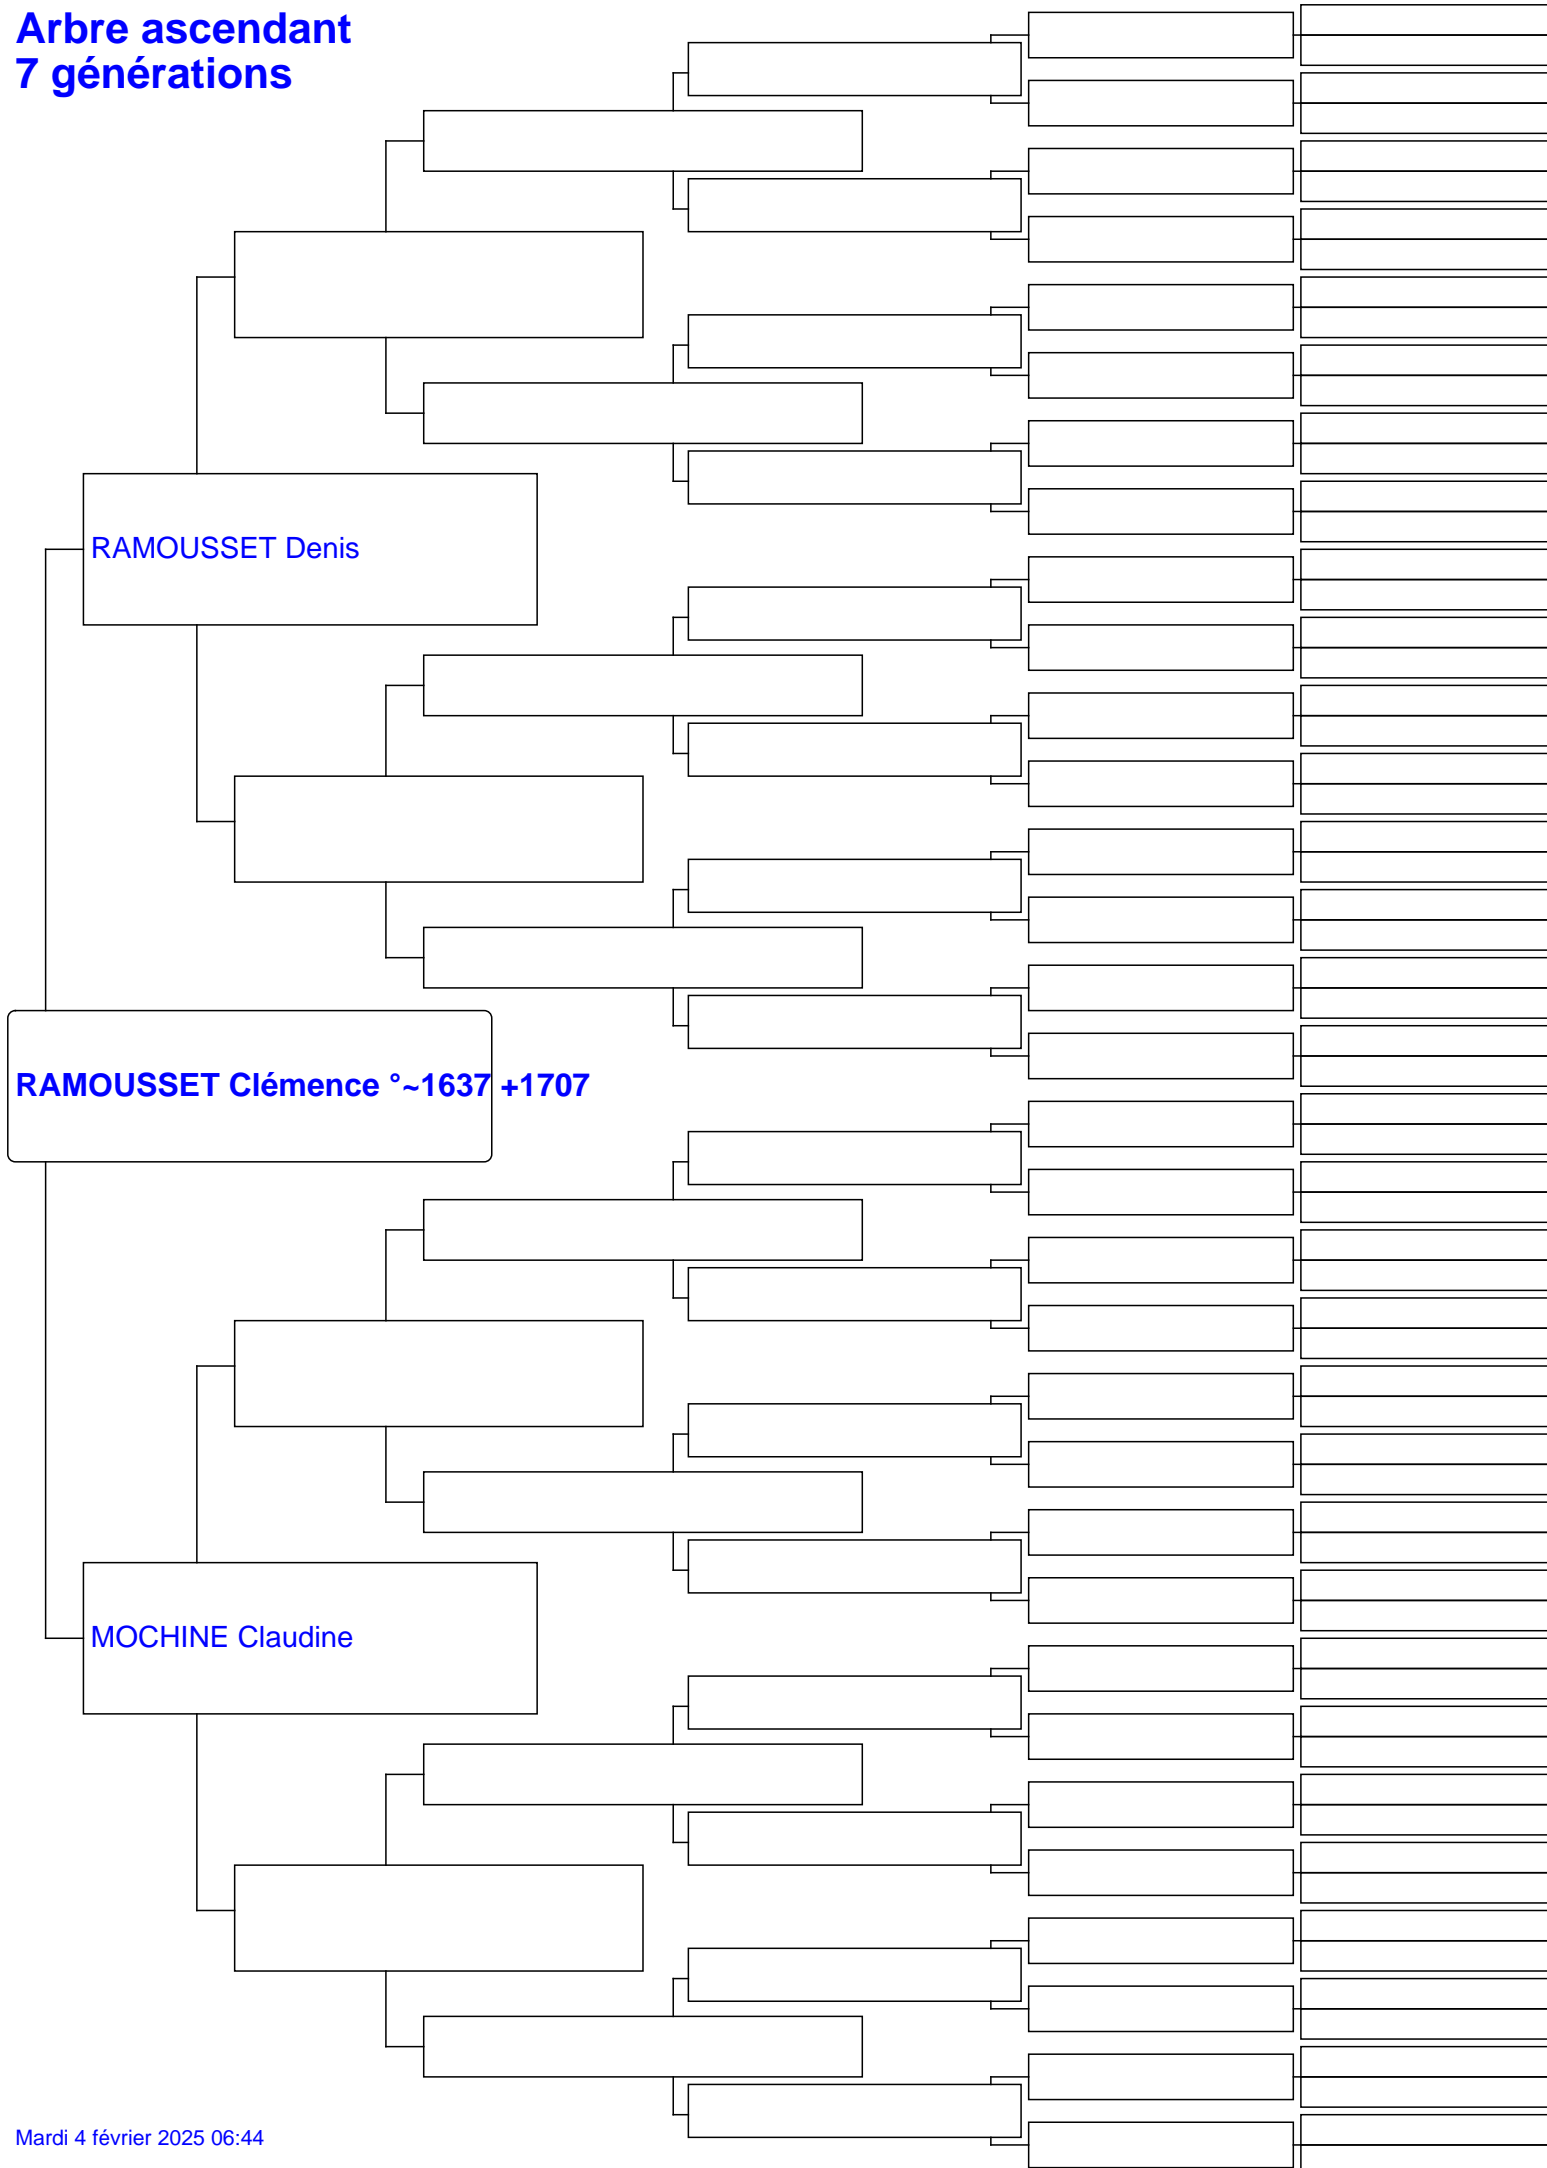 Arbre ascendant
7 générations
RAMOUSSET Denis
RAMOUSSET Clémence °~1637 +1707
MOCHINE Claudine
Mardi 4 février 2025 06:44